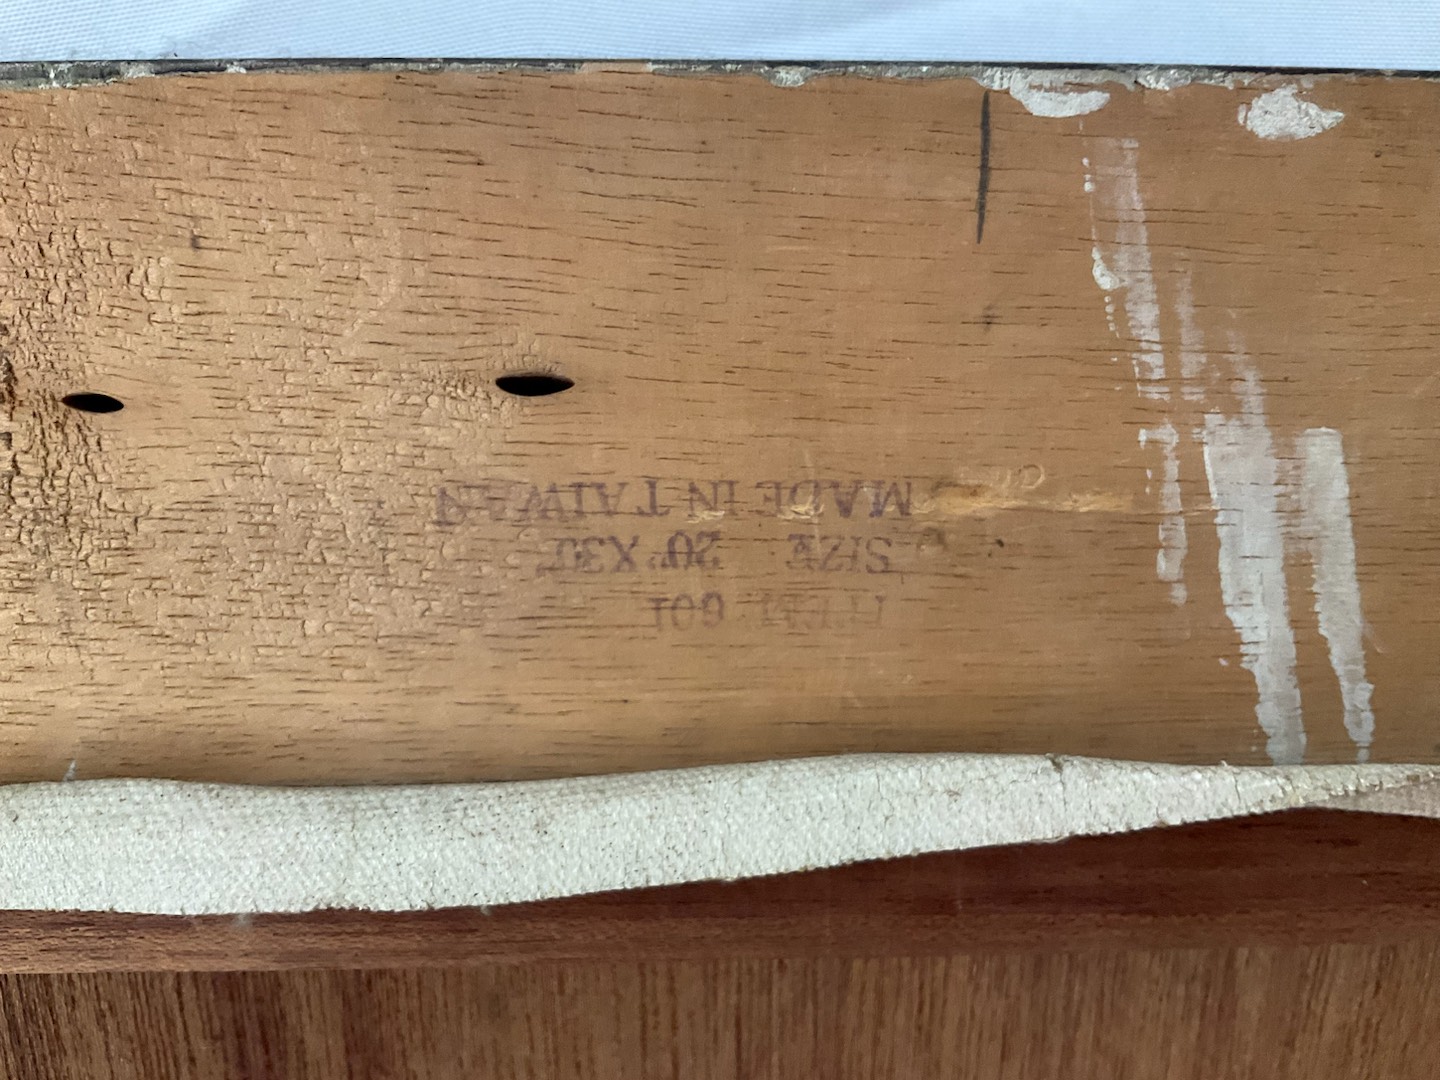 ITEM 601
SIZE 20" X30"
MADE IN TAIWAN